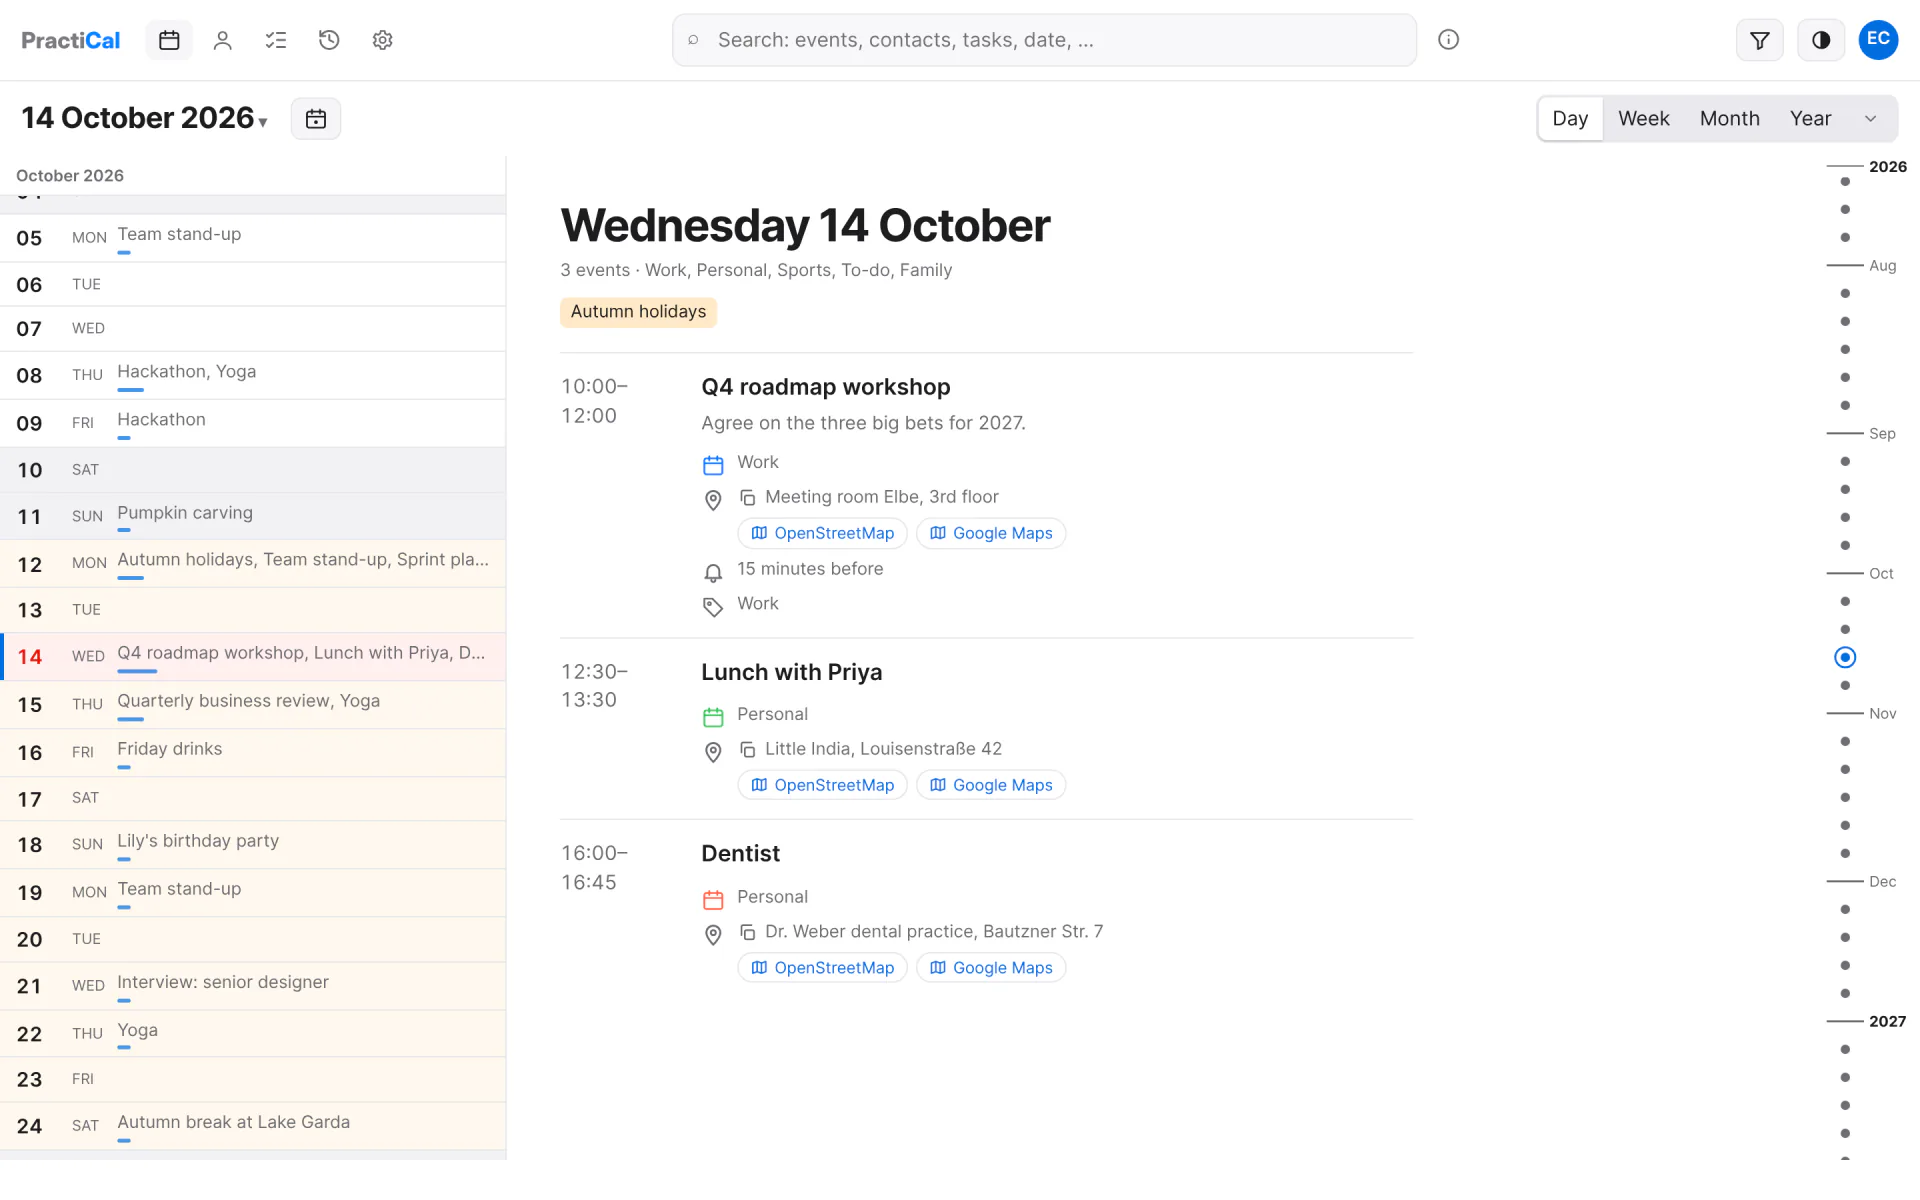 PractiCal
Search: events, contacts, tasks, date, ...
EC
14 October 2026
Day Week Month Year
October 2026
05 MON Team stand-up
06 TUE
07 WED
08 THU Hackathon, Yoga
09 FRI Hackathon
10 SAT
11 SUN Pumpkin carving
12 MON Autumn holidays, Team stand-up, Sprint pla...
13 TUE
14 WED Q4 roadmap workshop, Lunch with Priya, D...
15 THU Quarterly business review, Yoga
16 FRI Friday drinks
17 SAT
18 SUN Lily's birthday party
19 MON Team stand-up
20 TUE
21 WED Interview: senior designer
22 THU Yoga
23 FRI
24 SAT Autumn break at Lake Garda
Wednesday 14 October
3 events · Work, Personal, Sports, To-do, Family
Autumn holidays
10:00–
12:00
Q4 roadmap workshop
Agree on the three big bets for 2027.
Work
Meeting room Elbe, 3rd floor
OpenStreetMap Google Maps
15 minutes before
Work
12:30–
13:30
Lunch with Priya
Personal
Little India, Louisenstraße 42
OpenStreetMap Google Maps
16:00–
16:45
Dentist
Personal
Dr. Weber dental practice, Bautzner Str. 7
OpenStreetMap Google Maps
2026
Aug
Sep
Oct
Nov
Dec
2027